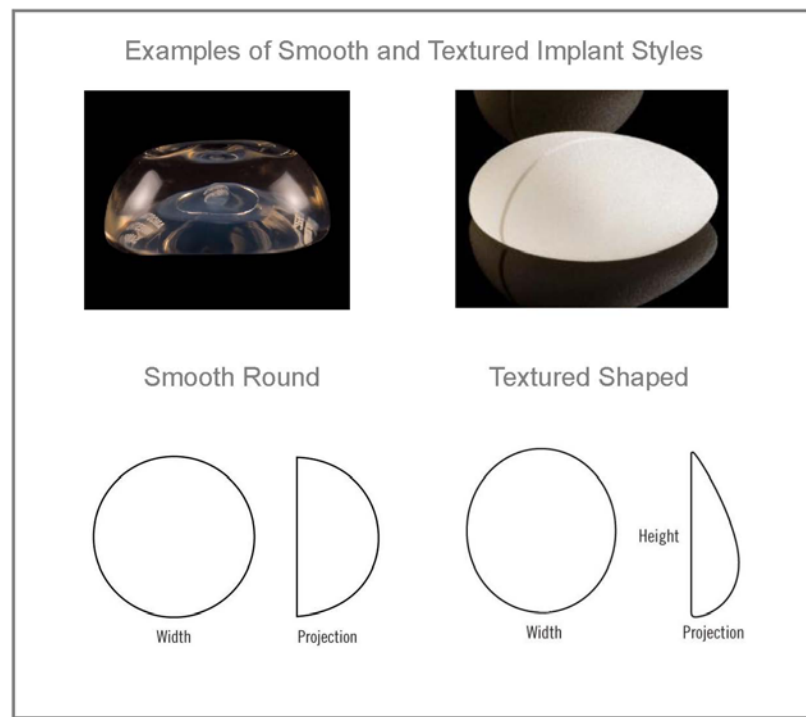 Examples of Smooth and Textured Implant Styles
Smooth Round
Textured Shaped
Height
Width
Projection
Width
Projection